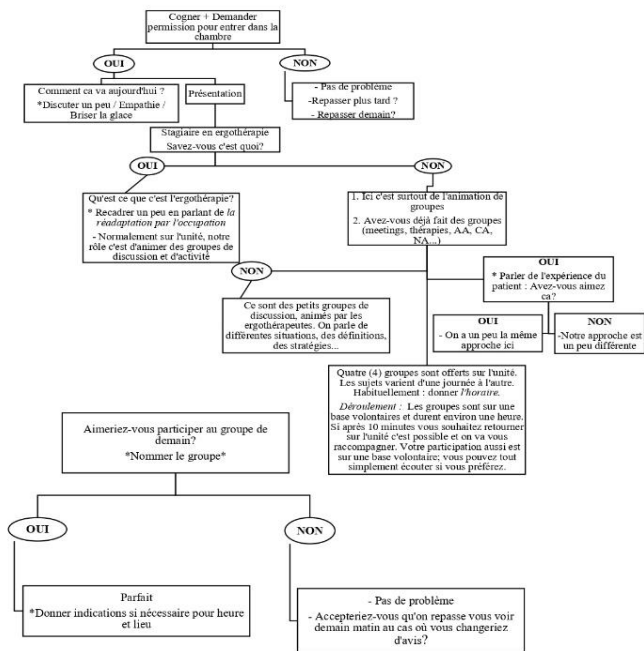 Cogner + Demander
permission pour entrer dans la
chambre
OUI
NON
Comment ca va aujourd'hui ?
*Discuter un peu / Empathie /
Briser la glace
Présentation
- Pas de problème
-Repasser plus tard ?
- Repasser demain?
Stagiaire en ergothérapie
Savez-vous c'est quoi?
OUI
NON
Qu'est ce que c'est l'ergothérapie?
* Recadrer un peu en parlant de la
réadaptation par l'occupation
- Normalement sur l'unité, notre
rôle c'est d'animer des groupes
de discussion et d'activité
1. Ici c'est surtout de l'animation de
groupes
2. Avez-vous déjà fait des groupes
(meetings, thérapies, AA, CA,
NA...)
NON
OUI
* Parler de l'expérience du
patient : Avez-vous aimez
ca?
Ce sont des petits groupes de
discussion, animés par les
ergothérapeutes. On parle de
différentes situations, des définitions,
des stratégies...
OUI
- On a un peu la même
approche ici
NON
-Notre approche est
un peu différente
Quatre (4) groupes sont offerts sur l'unité.
Les sujets varient d'une journée à l'autre.
Habituellement : donner l'horaire.
Déroulement : Les groupes sont sur une
base volontaires et durent environ une heure.
Si après 10 minutes vous souhaitez retourner
sur l'unité c'est possible et on va vous
raccompagner. Votre participation aussi est
sur une base volontaire; vous pouvez tout
simplement écouter si vous préférez.
Aimeriez-vous participer au groupe de
demain?
*Nommer le groupe*
OUI
NON
Parfait
*Donner indications si nécessaire pour heure
et lieu
- Pas de problème
- Accepteriez-vous qu'on repasse vous voir
demain matin au cas où vous changeriez
d'avis?